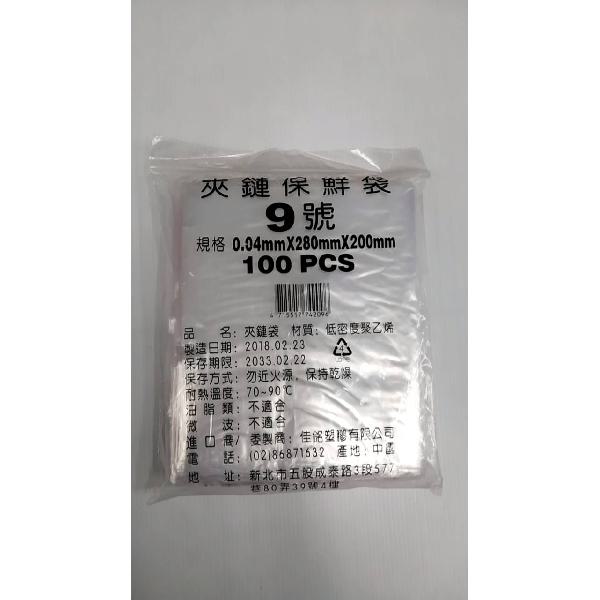 夾鏈保鮮袋
9號
規格 0.04mmX280mmX200mm
100 PCS
品 名: 夾鏈袋 材質: 低密度聚乙烯
製造日期: 2018.02.23
保存期限: 2033.02.22
保存方式: 勿近火源, 保持乾燥
耐熱溫度: 70~90℃
油脂類: 不適合
微 波: 不適合
進口商/委製商: 佳銘塑膠有限公司
電 話: (02)86871532 產地: 中國
地 址: 新北市五股成泰路3段577
巷80弄39號4樓